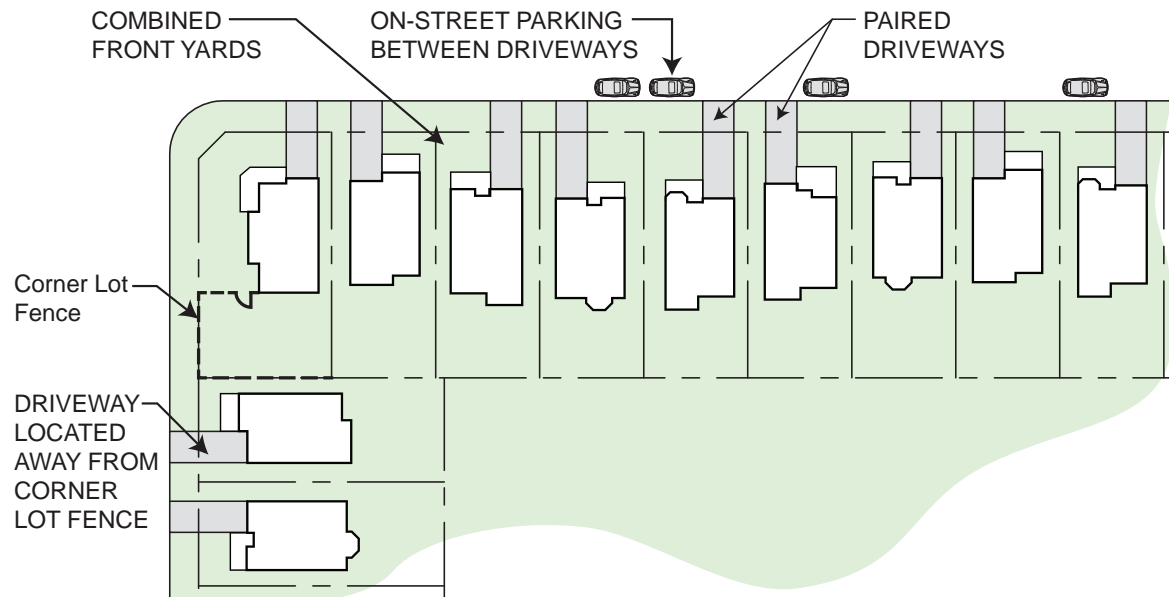 COMBINED
FRONT YARDS
ON-STREET PARKING
BETWEEN DRIVEWAYS
PAIRED
DRIVEWAYS
Corner Lot
Fence
DRIVEWAY
LOCATED
AWAY FROM
CORNER
LOT FENCE